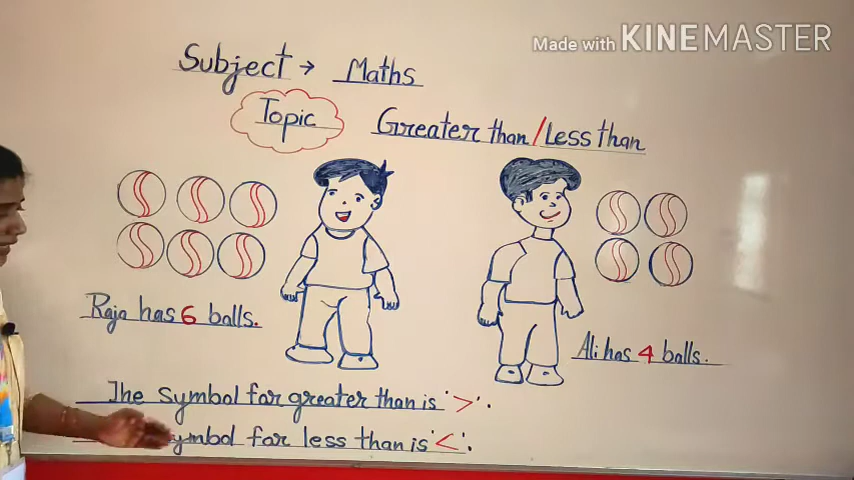 Made with KINEMASTER
Subject → Maths
Topic Greater than/Less than
Raja has 6 balls.
Ali has 4 balls.
The symbol for greater than is '>'.
symbol for less than is '<'.